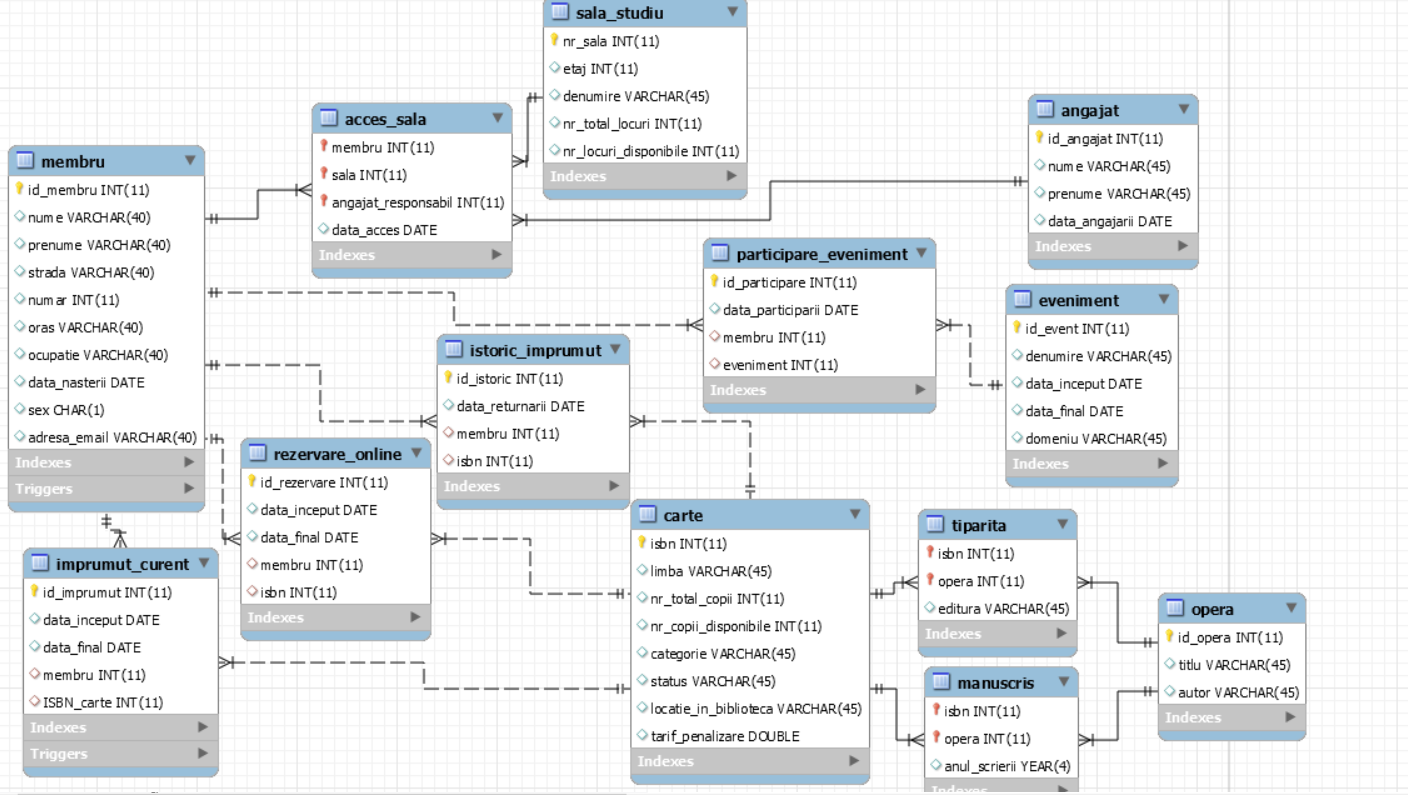 sala_studiu
nr_sala INT(11)
etaj INT(11)
denumire VARCHAR(45)
nr_total_locuri INT(11)
nr_locuri_disponibile INT(11)
Indexes
acces_sala
membru INT(11)
sala INT(11)
angajat_responsabil INT(11)
data_acces DATE
Indexes
angajat
id_angajat INT(11)
nume VARCHAR(45)
prenume VARCHAR(45)
data_angajarii DATE
Indexes
membru
id_membru INT(11)
nume VARCHAR(40)
prenume VARCHAR(40)
strada VARCHAR(40)
numar INT(11)
oras VARCHAR(40)
ocupatie VARCHAR(40)
data_nasterii DATE
sex CHAR(1)
adresa_email VARCHAR(40)
Indexes
Triggers
participare_eveniment
id_participare INT(11)
data_participarii DATE
membru INT(11)
eveniment INT(11)
Indexes
eveniment
id_event INT(11)
denumire VARCHAR(45)
data_inceput DATE
data_final DATE
domeniu VARCHAR(45)
Indexes
istoric_imprumut
id_istoric INT(11)
data_returnarii DATE
membru INT(11)
isbn INT(11)
Indexes
rezervare_online
id_rezervare INT(11)
data_inceput DATE
data_final DATE
membru INT(11)
isbn INT(11)
Indexes
imprumut_curent
id_imprumut INT(11)
data_inceput DATE
data_final DATE
membru INT(11)
ISBN_carte INT(11)
Indexes
Triggers
carte
isbn INT(11)
limba VARCHAR(45)
nr_total_copii INT(11)
nr_copii_disponibile INT(11)
categorie VARCHAR(45)
status VARCHAR(45)
locatie_in_biblioteca VARCHAR(45)
tarif_penalizare DOUBLE
Indexes
tiparita
isbn INT(11)
opera INT(11)
editura VARCHAR(45)
Indexes
opera
id_opera INT(11)
titlu VARCHAR(45)
autor VARCHAR(45)
Indexes
manuscris
isbn INT(11)
opera INT(11)
anul_scrierii YEAR(4)
Indexes